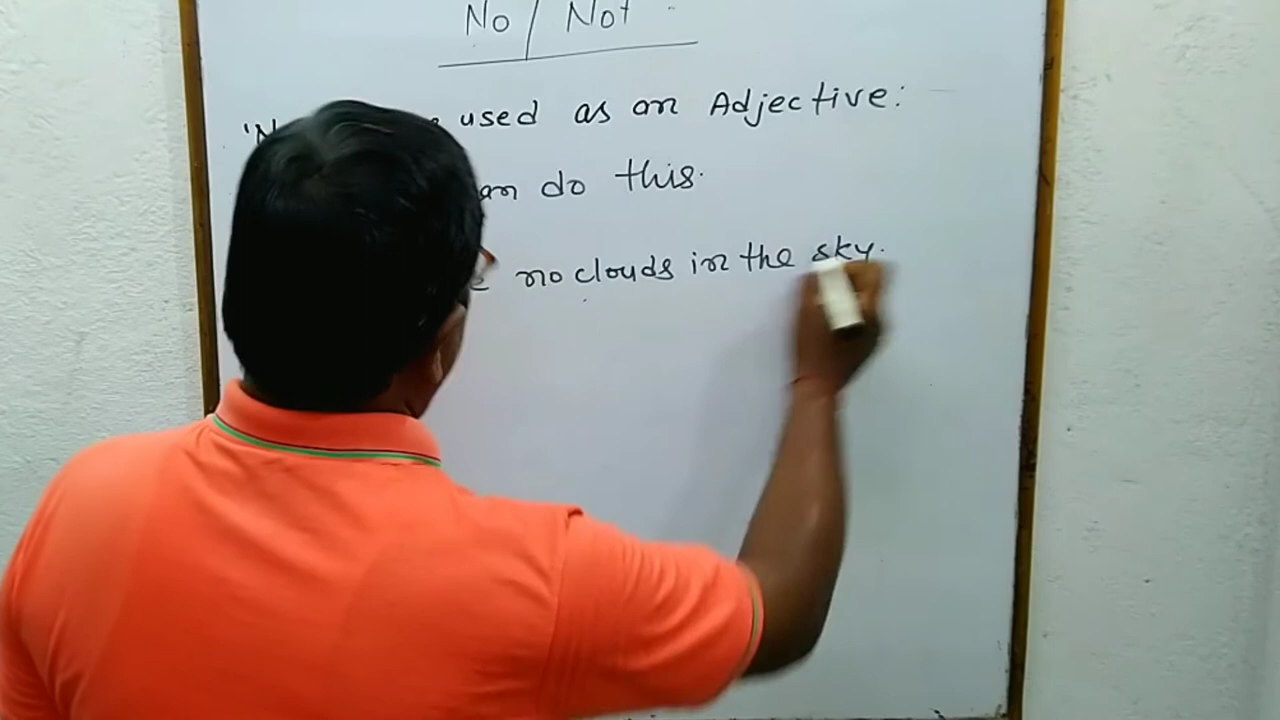 No / Not
used as an Adjective:
do this.
no clouds in the sky.